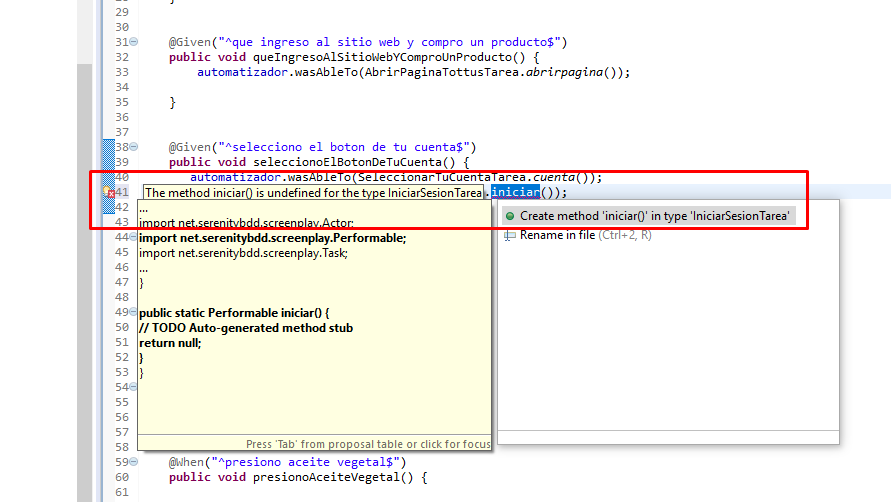 29
30
31 @Given("^que ingreso al sitio web y compro un producto$")
32 public void queIngresoAlSitioWebYComproUnProducto() {
33 automatizador.wasAbleTo(AbrirPaginaTottusTarea.abrirpagina());
34
35 }
36
37
38 @Given("^selecciono el boton de tu cuenta$")
39 public void seleccionoElBotonDeTuCuenta() {
40 automatizador.wasAbleTo(SeleccionarTuCuentaTarea.cuenta());
41 The method iniciar() is undefined for the type IniciarSesionTarea .iniciar());
42 ...
43 import net.serenitybdd.screenplay.Actor;
44 import net.serenitybdd.screenplay.Performable;
45 import net.serenitybdd.screenplay.Task;
46 ...
47 }
48
49 public static Performable iniciar() {
50 // TODO Auto-generated method stub
51 return null;
52 }
53 }
54
55
56
57
Press 'Tab' from proposal table or click for focus
Create method 'iniciar()' in type 'IniciarSesionTarea'
Rename in file (Ctrl+2, R)
58
59 @When("^presiono aceite vegetal$")
60 public void presionoAceiteVegetal() {
61